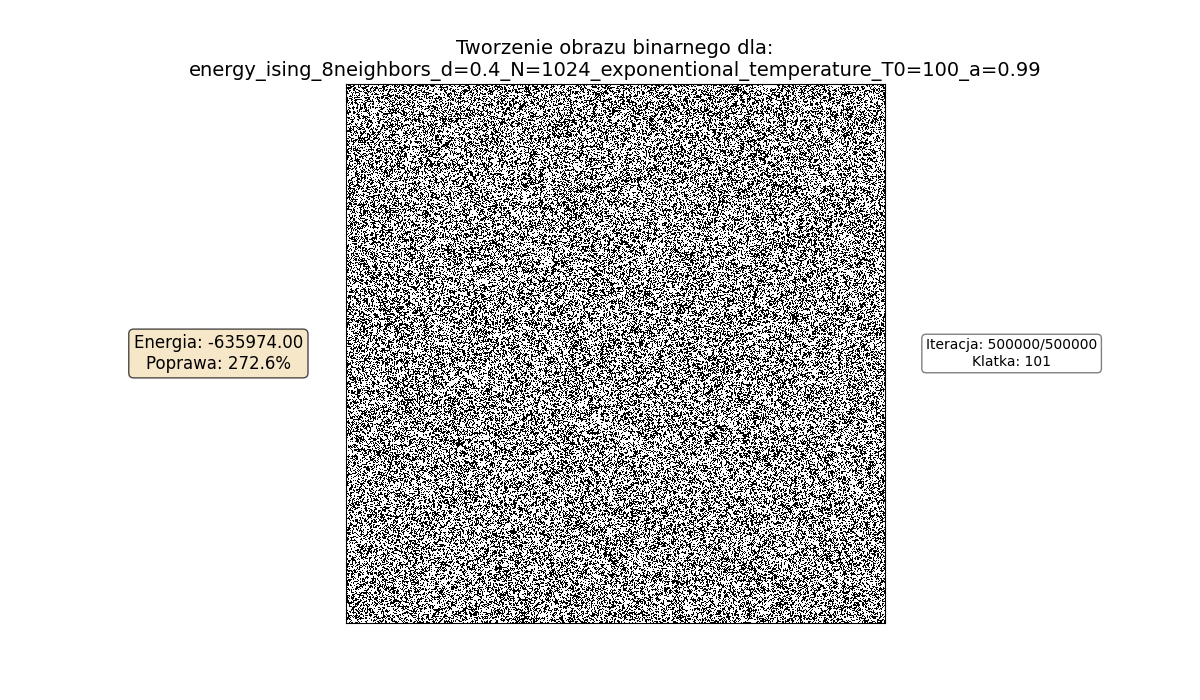 Tworzenie obrazu binarnego dla:
energy_ising_8neighbors_d=0.4_N=1024_exponentional_temperature_T0=100_a=0.99
Energia: -635974.00
Poprawa: 272.6%
Iteracja: 500000/500000
Klatka: 101